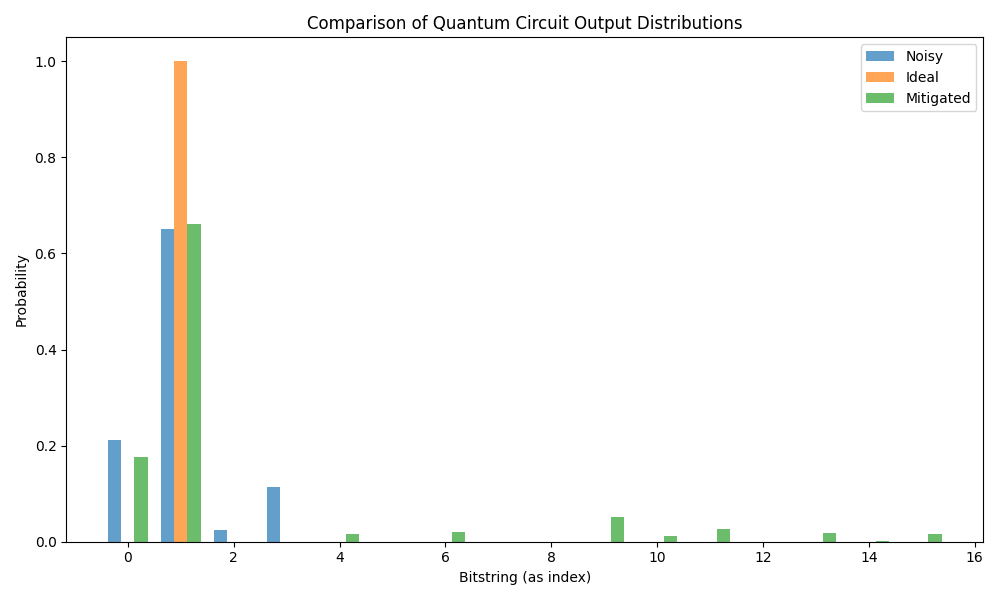 Comparison of Quantum Circuit Output Distributions
Noisy
Ideal
Mitigated
Probability
1.0
0.8
0.6
0.4
0.2
0.0
0 2 4 6 8 10 12 14 16
Bitstring (as index)